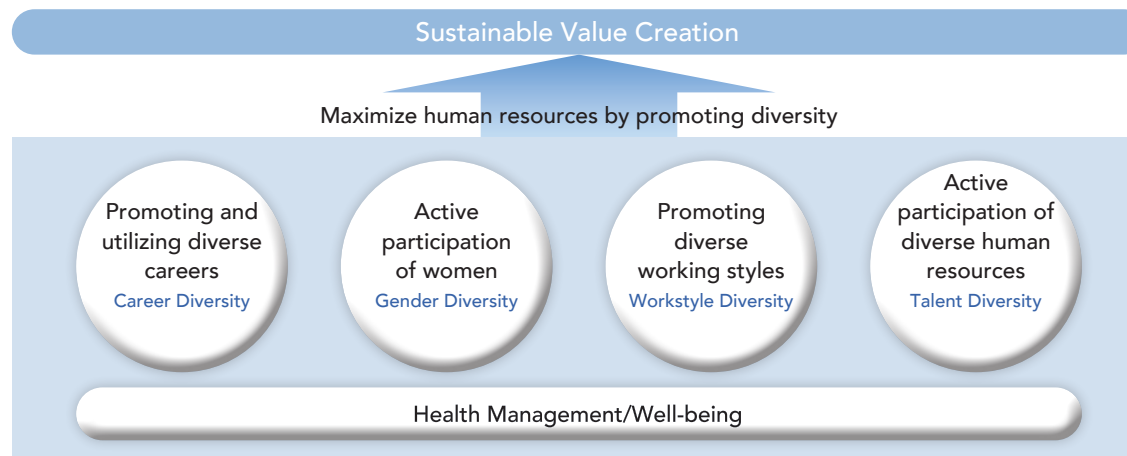 Sustainable Value Creation
Maximize human resources by promoting diversity
Promoting and
utilizing diverse
careers
Career Diversity
Active
participation
of women
Gender Diversity
Promoting
diverse
working styles
Workstyle Diversity
Active
participation of
diverse human
resources
Talent Diversity
Health Management/Well-being